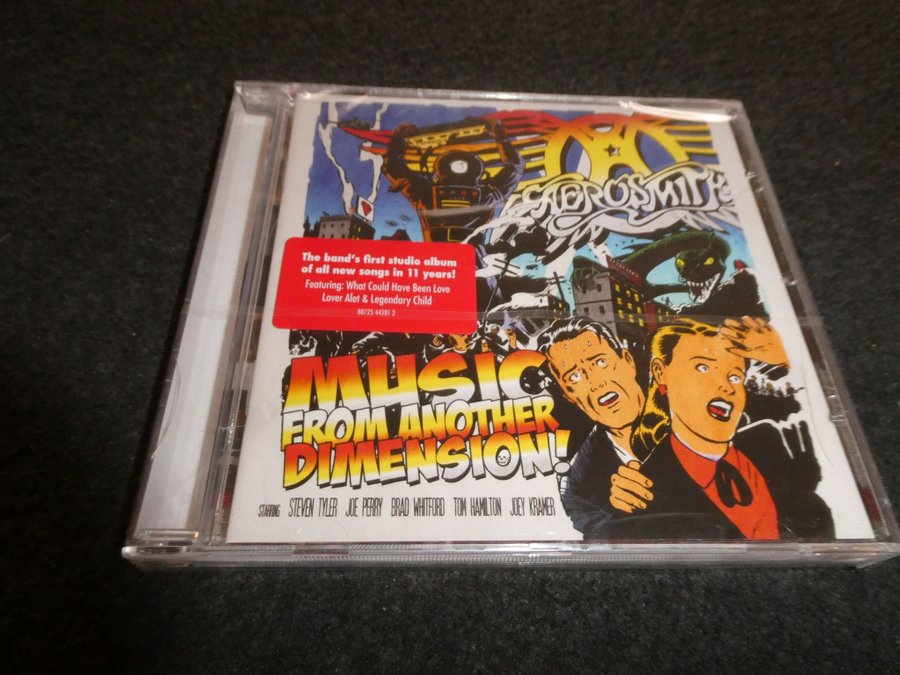 AEROSMITH
The band's first studio album
of all new songs in 11 years!
Featuring: What Could Have Been Love
Lover Alot & Legendary Child
88725 44281 2
MUSIC
FROM ANOTHER
DIMENSION!
STARRING STEVEN TYLER JOE PERRY BRAD WHITFORD TOM HAMILTON JOEY KRAMER